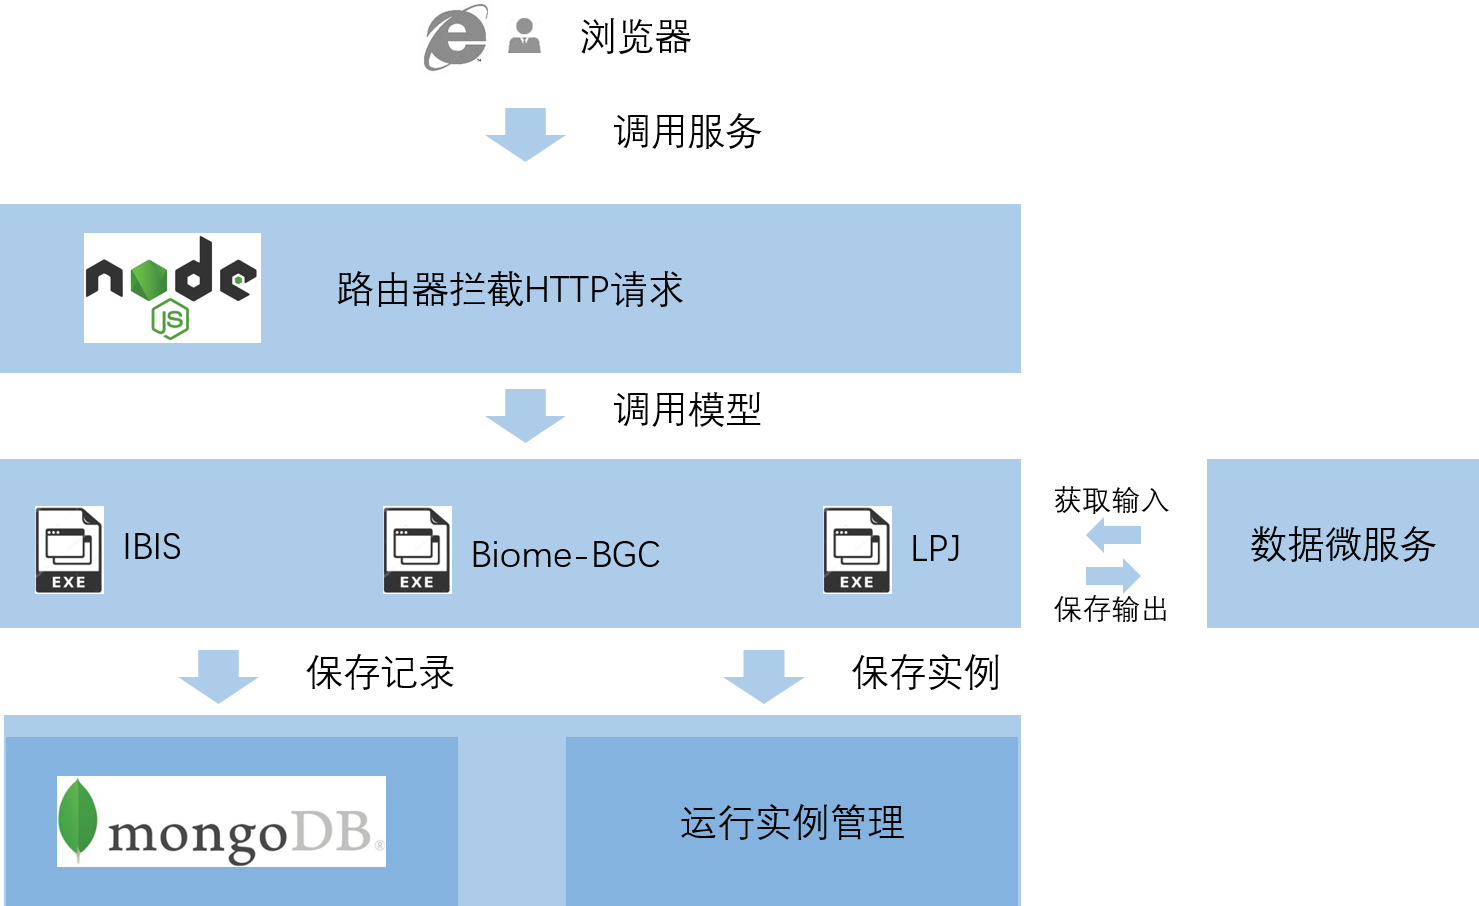 浏览器
调用服务
node
JS
路由器拦截HTTP请求
调用模型
EXE
IBIS
EXE
Biome-BGC
EXE
LPJ
获取输入
保存输出
数据微服务
保存记录
保存实例
mongoDB®
运行实例管理